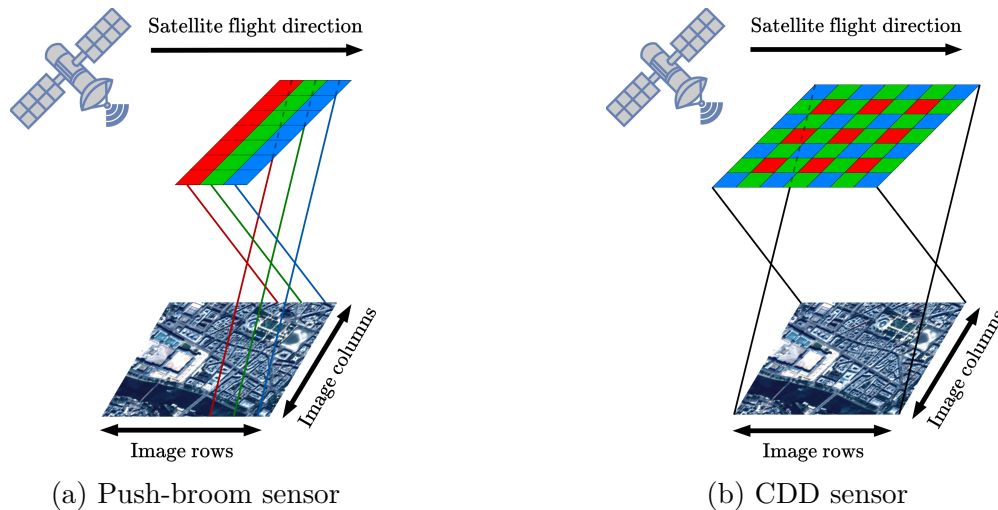 Satellite flight direction
Image columns
Image rows
(a) Push-broom sensor
Satellite flight direction
Image columns
Image rows
(b) CDD sensor